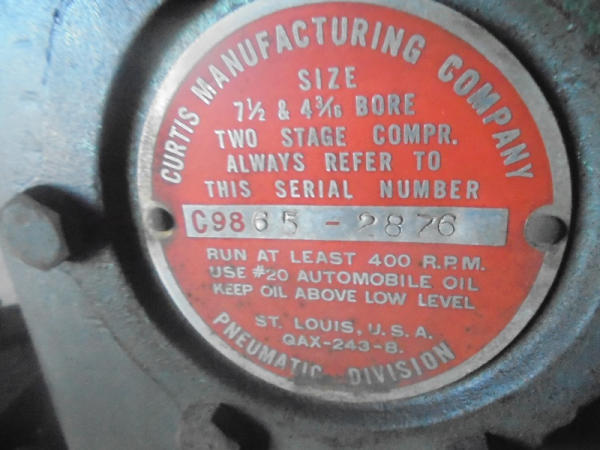 CURTIS MANUFACTURING COMPANY
SIZE
7½ & 4³⁄₁₆ BORE
TWO STAGE COMPR.
ALWAYS REFER TO
THIS SERIAL NUMBER
C9865-2876
RUN AT LEAST 400 R.P.M.
USE #20 AUTOMOBILE OIL
KEEP OIL ABOVE LOW LEVEL
ST. LOUIS, U.S.A.
QAX-243-8.
PNEUMATIC DIVISION